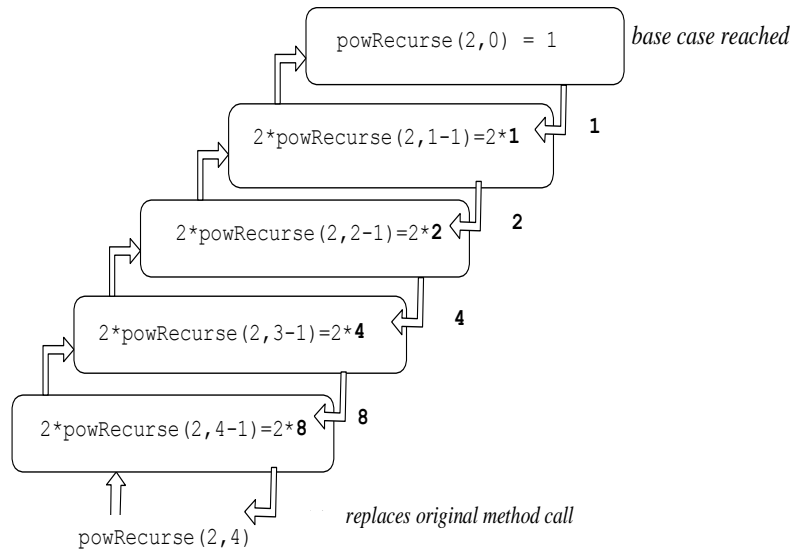 powRecurse(2,0) = 1
base case reached
2*powRecurse(2,1-1)=2*1
1
2*powRecurse(2,2-1)=2*2
2
2*powRecurse(2,3-1)=2*4
4
2*powRecurse(2,4-1)=2*8
8
replaces original method call
powRecurse(2,4)